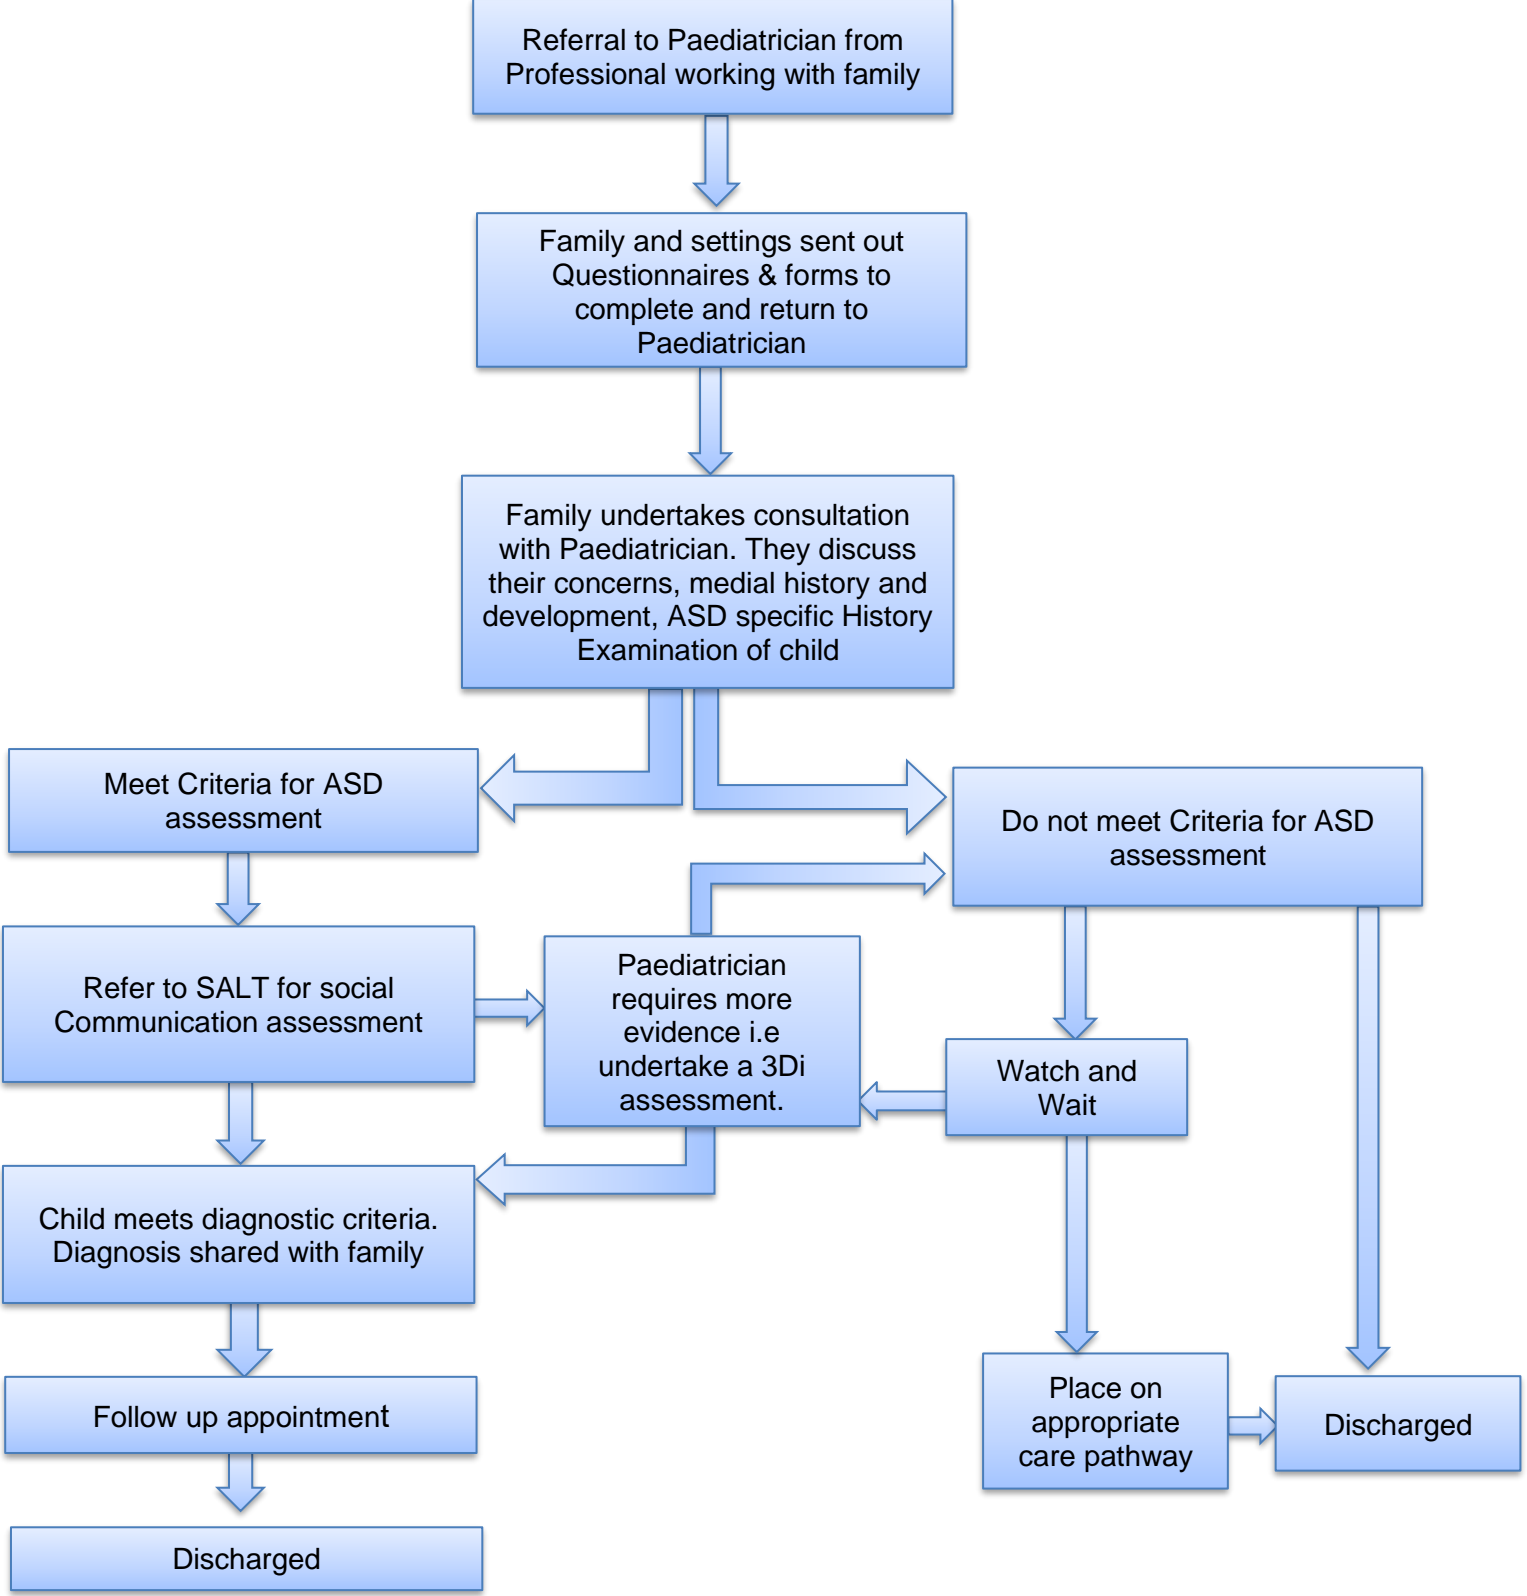 Referral to Paediatrician from
Professional working with family
Family and settings sent out
Questionnaires & forms to
complete and return to
Paediatrician
Family undertakes consultation
with Paediatrician. They discuss
their concerns, medial history and
development, ASD specific History
Examination of child
Meet Criteria for ASD
assessment
Do not meet Criteria for ASD
assessment
Refer to SALT for social
Communication assessment
Paediatrician
requires more
evidence i.e
undertake a 3Di
assessment.
Watch and
Wait
Child meets diagnostic criteria.
Diagnosis shared with family
Follow up appointment
Place on
appropriate
care pathway
Discharged
Discharged